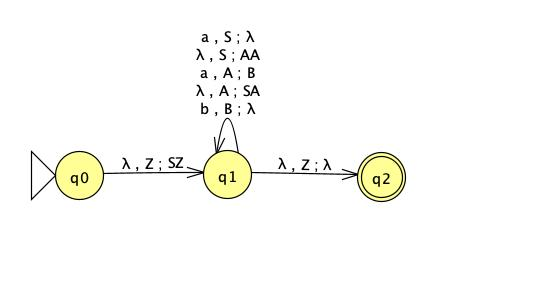 a , S ; λ
λ , S ; AA
a , A ; B
λ , A ; SA
b , B ; λ
λ , Z ; SZ
λ , Z ; λ
q0
q1
q2